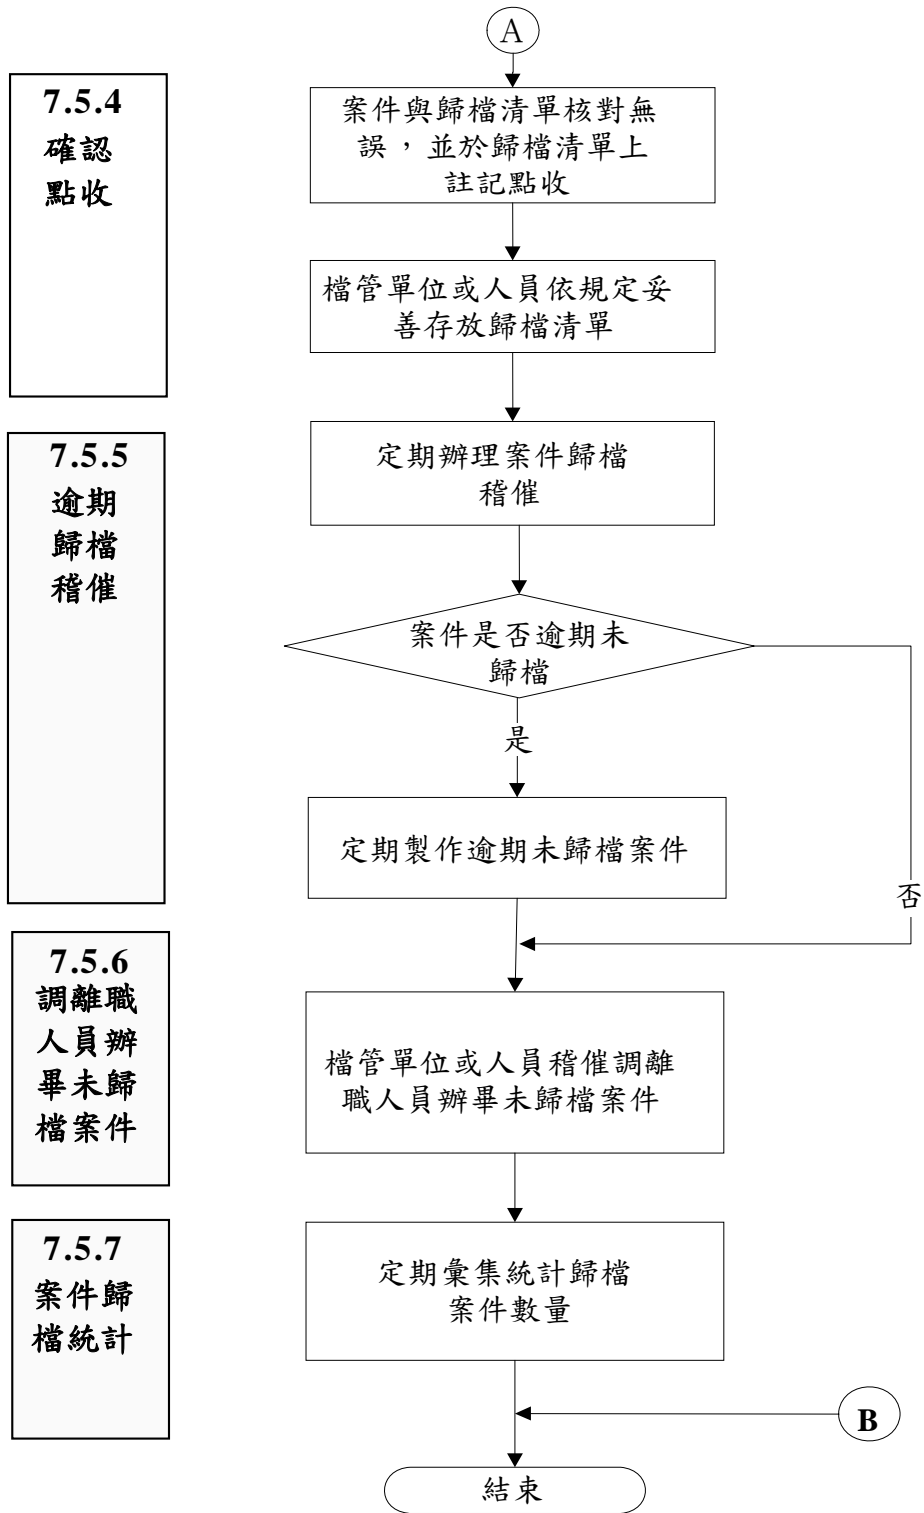 A
7.5.4
確認
點收
案件與歸檔清單核對無
誤，並於歸檔清單上
註記點收
檔管單位或人員依規定妥
善存放歸檔清單
7.5.5
逾期
歸檔
稽催
定期辦理案件歸檔
稽催
案件是否逾期未
歸檔
是
定期製作逾期未歸檔案件
否
7.5.6
調離職
人員辦
畢未歸
檔案件
檔管單位或人員稽催調離
職人員辦畢未歸檔案件
7.5.7
案件歸
檔統計
定期彙集統計歸檔
案件數量
B
結束